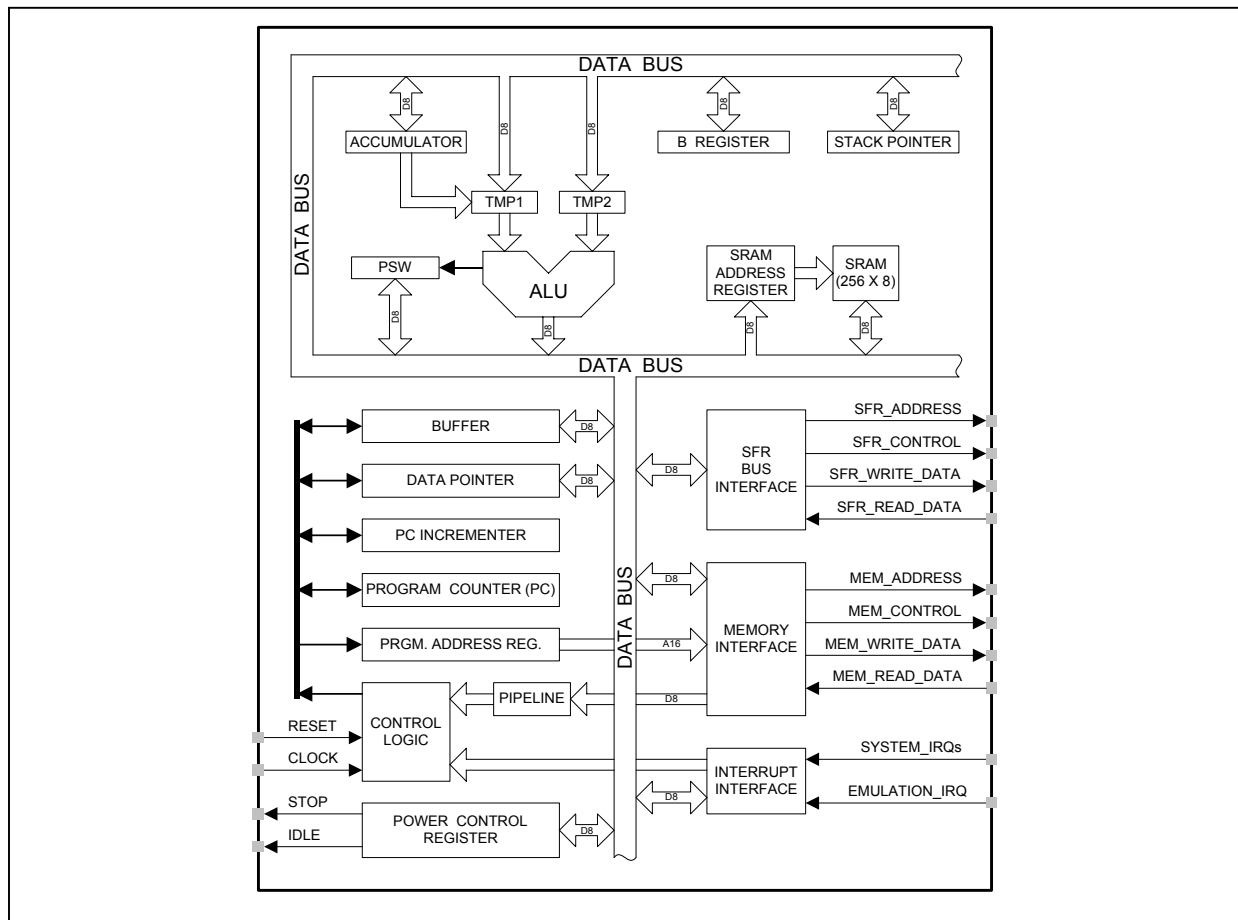 DATA BUS
D8
D8
D8
D8
D8
ACCUMULATOR
B REGISTER
STACK POINTER
DATA BUS
TMP1
TMP2
PSW
ALU
SRAM
ADDRESS
REGISTER
SRAM
(256 X 8)
D8
D8
D8
D8
DATA BUS
BUFFER
D8
DATA POINTER
D8
PC INCREMENTER
PROGRAM COUNTER (PC)
PRGM. ADDRESS REG.
A16
PIPELINE
D8
CONTROL
LOGIC
RESET
CLOCK
STOP
IDLE
POWER CONTROL
REGISTER
D8
DATA BUS
D8
SFR
BUS
INTERFACE
SFR_ADDRESS
SFR_CONTROL
SFR_WRITE_DATA
SFR_READ_DATA
D8
MEMORY
INTERFACE
MEM_ADDRESS
MEM_CONTROL
MEM_WRITE_DATA
MEM_READ_DATA
D8
INTERRUPT
INTERFACE
SYSTEM_IRQs
EMULATION_IRQ